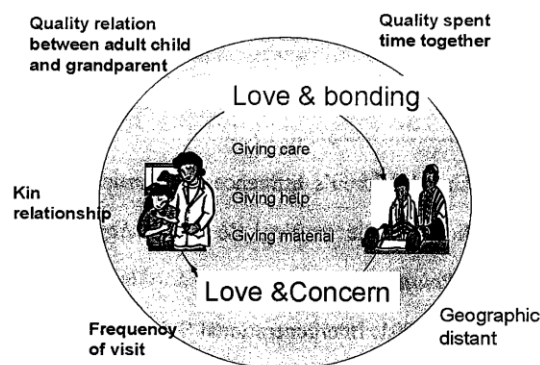 Quality relation
between adult child
and grandparent
Quality spent
time together
Love & bonding
Giving care
Kin
relationship
Giving help
Giving material
Love &Concern
Frequency
of visit
Geographic
distant